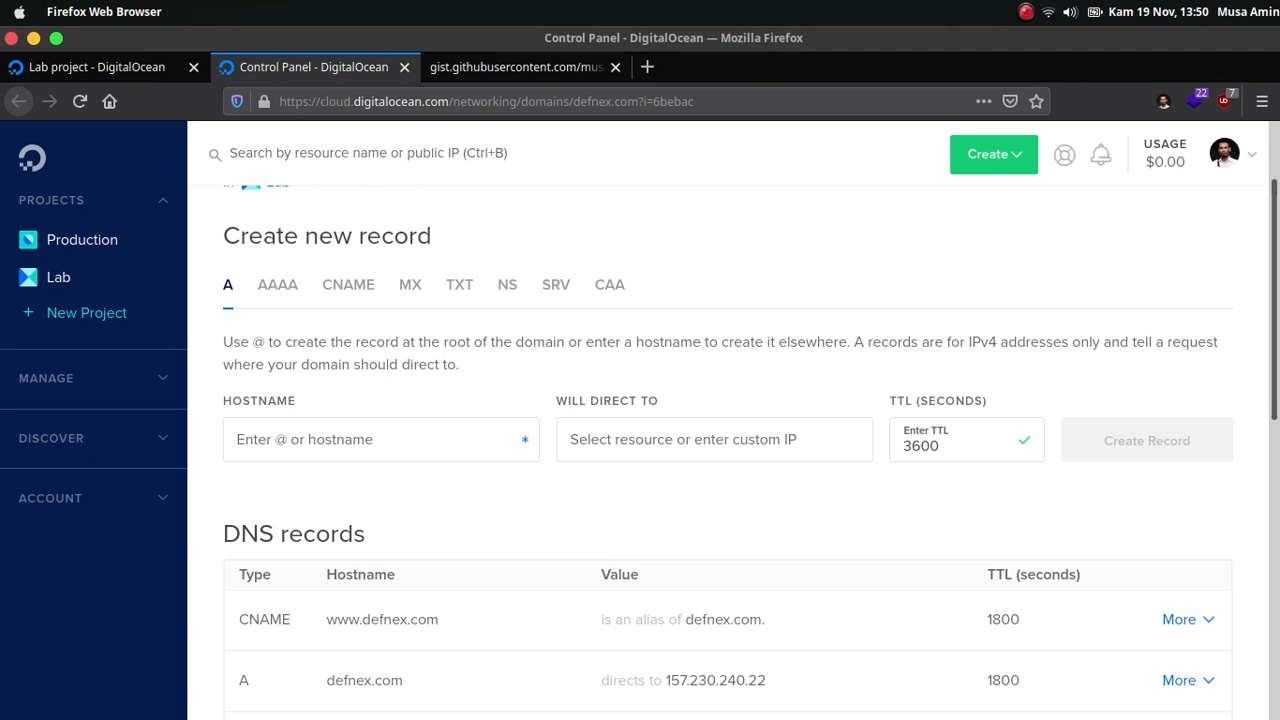 Firefox Web Browser
Kam 19 Nov, 13:50 Musa Amin
Control Panel - DigitalOcean — Mozilla Firefox
Lab project - DigitalOcean
Control Panel - DigitalOcean
gist.githubusercontent.com/mus
https://cloud.digitalocean.com/networking/domains/defnex.com?i=6bebac
22
7
Search by resource name or public IP (Ctrl+B)
Create
USAGE
$0.00
PROJECTS
Production
Lab
+ New Project
MANAGE
DISCOVER
ACCOUNT
in Lab
Create new record
A AAAA CNAME MX TXT NS SRV CAA
Use @ to create the record at the root of the domain or enter a hostname to create it elsewhere. A records are for IPv4 addresses only and tell a request
where your domain should direct to.
HOSTNAME WILL DIRECT TO TTL (SECONDS)
Enter @ or hostname *
Select resource or enter custom IP
Enter TTL
3600
Create Record
DNS records
Type Hostname Value TTL (seconds)
CNAME www.defnex.com is an alias of defnex.com. 1800 More
A defnex.com directs to 157.230.240.22 1800 More